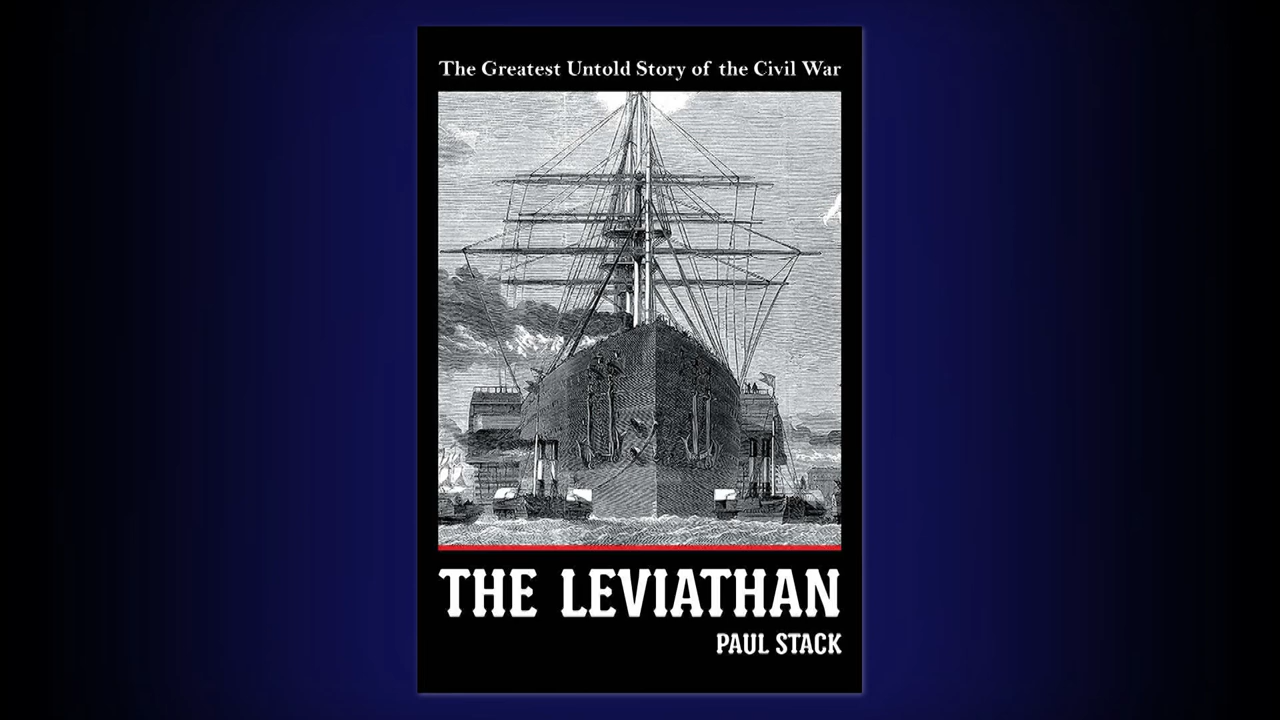 The Greatest Untold Story of the Civil War
THE LEVIATHAN
PAUL STACK